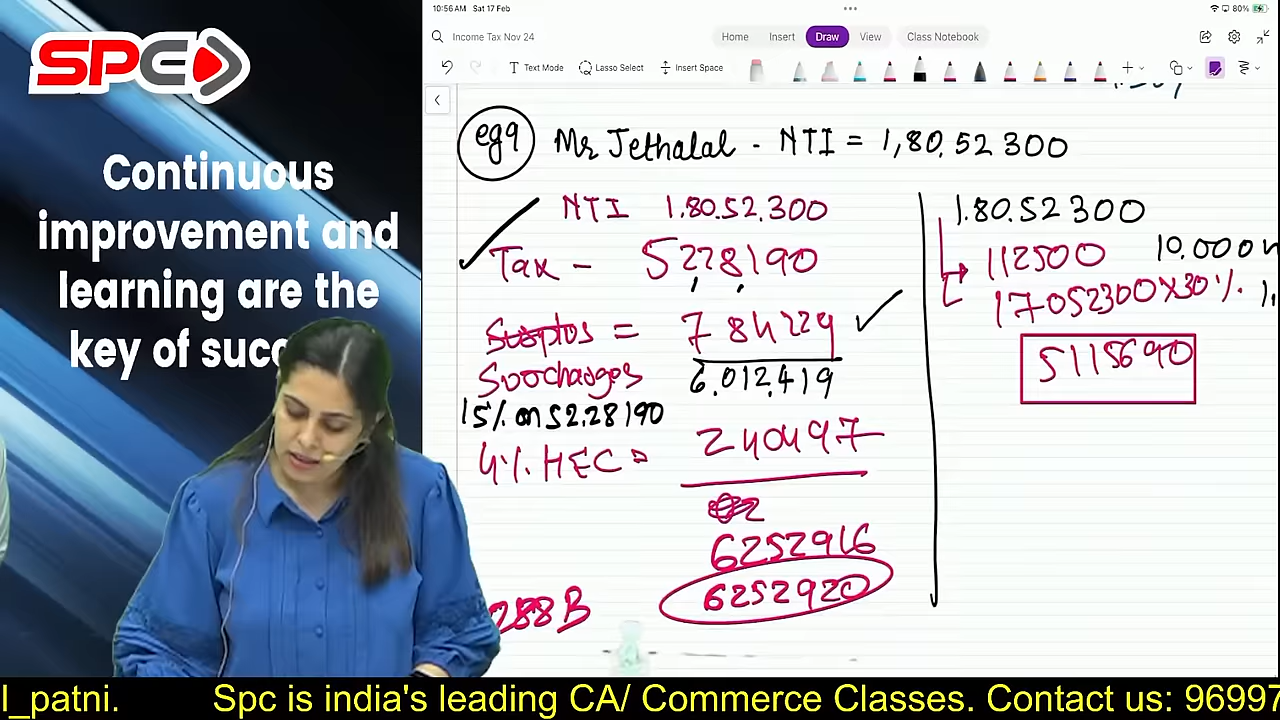 10:56 AM Sat 17 Feb
80%
Income Tax Nov 24
Home Insert Draw View Class Notebook
Text Mode Lasso Select Insert Space
SPC
Continuous
improvement and
learning are the
key of succ
eg9 Mr Jethalal - NTI = 1,80,52 300
NTI 1.80.52.300
Tax - 5228190
= 784229
Surcharges 6,012,419
15% on 52,28190
4% HEC = 240497
6252916
6252920
288B
1.80.52 300
112500 10.000
17052300 x 30%.
5115690
l_patni. Spc is india's leading CA/ Commerce Classes. Contact us: 96997